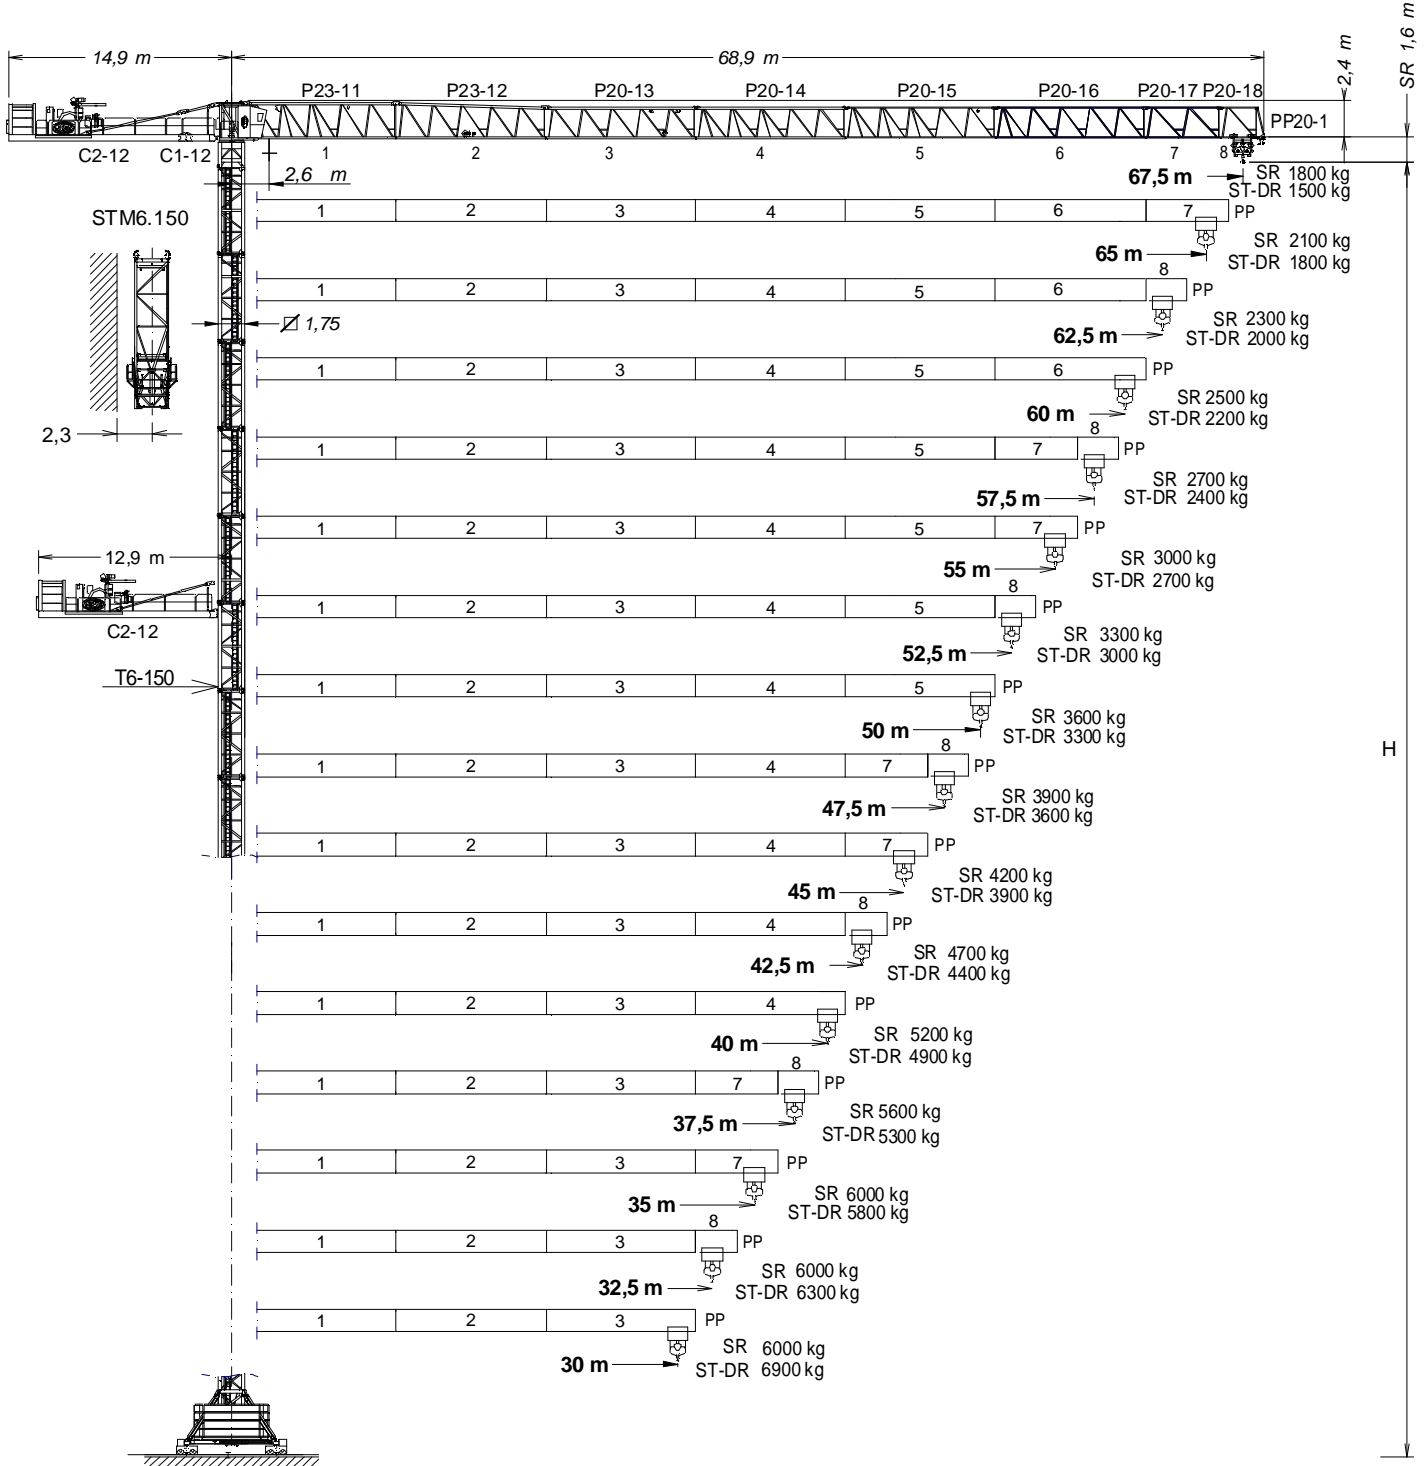 14,9 m
68,9 m
2,4 m
SR 1,6 m
P23-11 P23-12 P20-13 P20-14 P20-15 P20-16 P20-17 P20-18
PP20-1
C2-12 C1-12
1 2 3 4 5 6 7 8
2,6 m
67,5 m
SR 1800 kg
ST-DR 1500 kg
STM6.150
1 2 3 4 5 6 7 PP
65 m
SR 2100 kg
ST-DR 1800 kg
8
1 2 3 4 5 6 PP
1,75
62,5 m
SR 2300 kg
ST-DR 2000 kg
1 2 3 4 5 6 PP
60 m
SR 2500 kg
ST-DR 2200 kg
2,3
8
1 2 3 4 5 7 PP
57,5 m
SR 2700 kg
ST-DR 2400 kg
1 2 3 4 5 7 PP
12,9 m
55 m
SR 3000 kg
ST-DR 2700 kg
8
1 2 3 4 5 PP
C2-12
52,5 m
SR 3300 kg
ST-DR 3000 kg
T6-150
1 2 3 4 5 PP
50 m
SR 3600 kg
ST-DR 3300 kg
H
8
1 2 3 4 7 PP
47,5 m
SR 3900 kg
ST-DR 3600 kg
1 2 3 4 7 PP
45 m
SR 4200 kg
ST-DR 3900 kg
8
1 2 3 4 PP
42,5 m
SR 4700 kg
ST-DR 4400 kg
1 2 3 4 PP
40 m
SR 5200 kg
ST-DR 4900 kg
8
1 2 3 7 PP
37,5 m
SR 5600 kg
ST-DR 5300 kg
1 2 3 7 PP
35 m
SR 6000 kg
ST-DR 5800 kg
8
1 2 3 PP
32,5 m
SR 6000 kg
ST-DR 6300 kg
1 2 3 PP
30 m
SR 6000 kg
ST-DR 6900 kg